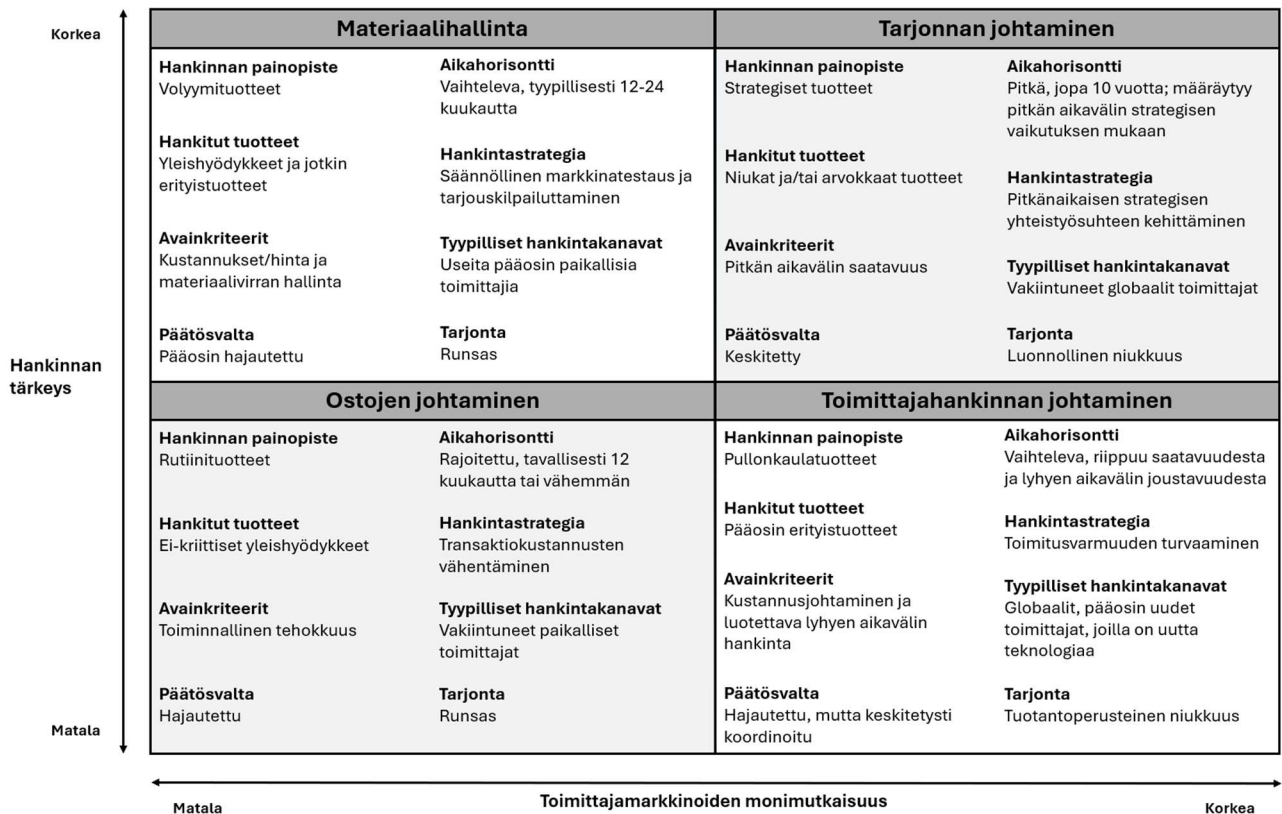 Korkea
Hankinnan
tärkeys
Matala
Materiaalihallinta
Hankinnan painopiste
Volyymituotteet
Hankitut tuotteet
Yleishyödykkeet ja jotkin
erityistuotteet
Avainkriteerit
Kustannukset/hinta ja
materiaalivirran hallinta
Päätösvalta
Pääosin hajautettu
Aikahorisontti
Vaihteleva, tyypillisesti 12-24
kuukautta
Hankintastrategia
Säännöllinen markkinatestaus ja
tarjouskilpailuttaminen
Tyypilliset hankintakanavat
Useita pääosin paikallisia
toimittajia
Tarjonta
Runsas
Tarjonnan johtaminen
Hankinnan painopiste
Strategiset tuotteet
Hankitut tuotteet
Niukat ja/tai arvokkaat tuotteet
Avainkriteerit
Pitkän aikavälin saatavuus
Päätösvalta
Keskitetty
Aikahorisontti
Pitkä, jopa 10 vuotta; määräytyy
pitkän aikavälin strategisen
vaikutuksen mukaan
Hankintastrategia
Pitkänaikaisen strategisen
yhteistyösuhteen kehittäminen
Tyypilliset hankintakanavat
Vakiintuneet globaalit toimittajat
Tarjonta
Luonnollinen niukkuus
Ostojen johtaminen
Hankinnan painopiste
Rutiinituotteet
Hankitut tuotteet
Ei-kriittiset yleishyödykkeet
Avainkriteerit
Toiminnallinen tehokkuus
Päätösvalta
Hajautettu
Aikahorisontti
Rajoitettu, tavallisesti 12
kuukautta tai vähemmän
Hankintastrategia
Transaktiokustannusten
vähentäminen
Tyypilliset hankintakanavat
Vakiintuneet paikalliset
toimittajat
Tarjonta
Runsas
Toimittajahankinnan johtaminen
Hankinnan painopiste
Pullonkaulatuotteet
Hankitut tuotteet
Pääosin erityistuotteet
Avainkriteerit
Kustannusjohtaminen ja
luotettava lyhyen aikavälin
hankinta
Päätösvalta
Hajautettu, mutta keskitetysti
koordinoitu
Aikahorisontti
Vaihteleva, riippuu saatavuudesta
ja lyhyen aikavälin joustavuudesta
Hankintastrategia
Toimitusvarmuuden turvaaminen
Tyypilliset hankintakanavat
Globaalit, pääosin uudet
toimittajat, joilla on uutta
teknologiaa
Tarjonta
Tuotantoperusteinen niukkuus
Matala
Toimittajamarkkinoiden monimutkaisuus
Korkea